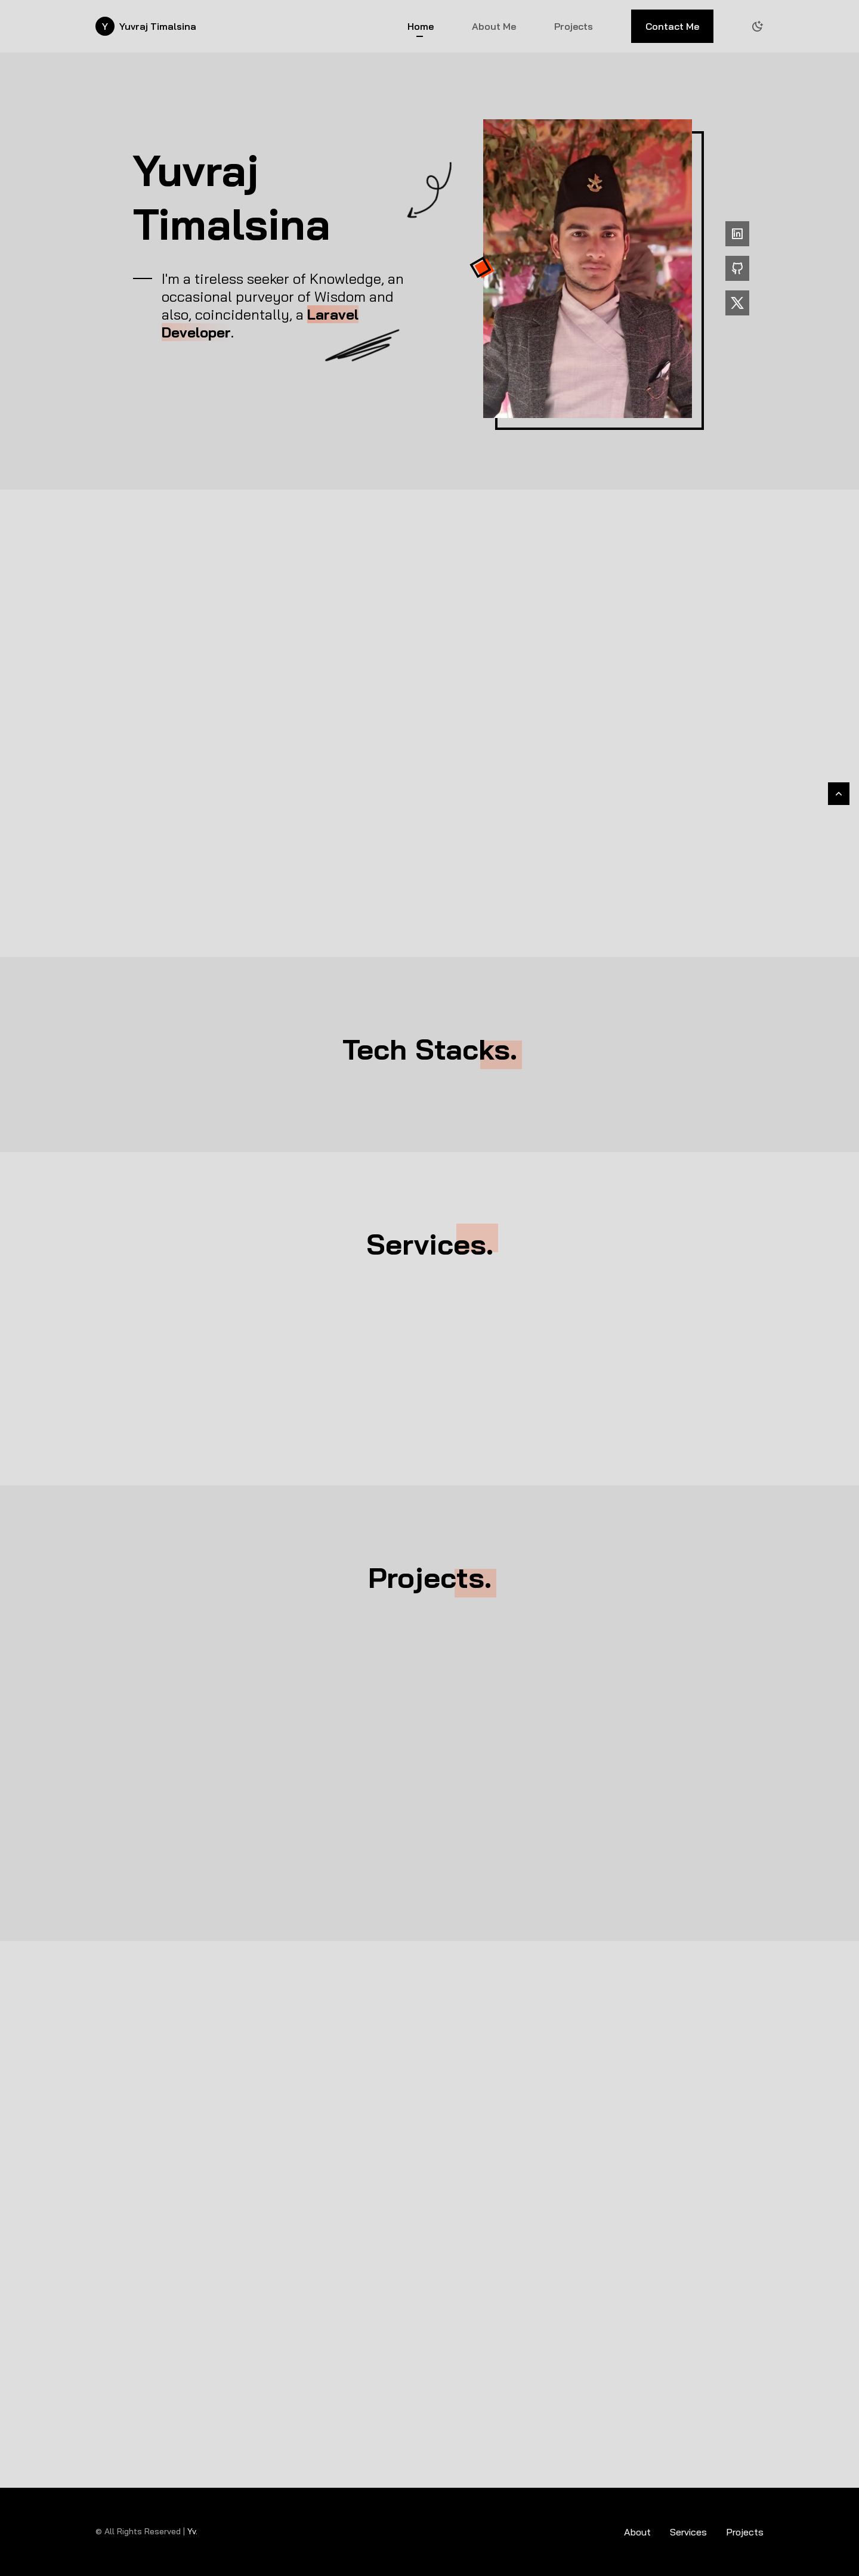 Y Yuvraj Timalsina
Home About Me Projects Contact Me
Yuvraj
Timalsina
I'm a tireless seeker of Knowledge, an
occasional purveyor of Wisdom and
also, coincidentally, a Laravel
Developer.
Tech Stacks.
Services.
Projects.
© All Rights Reserved | Yv.
About Services Projects